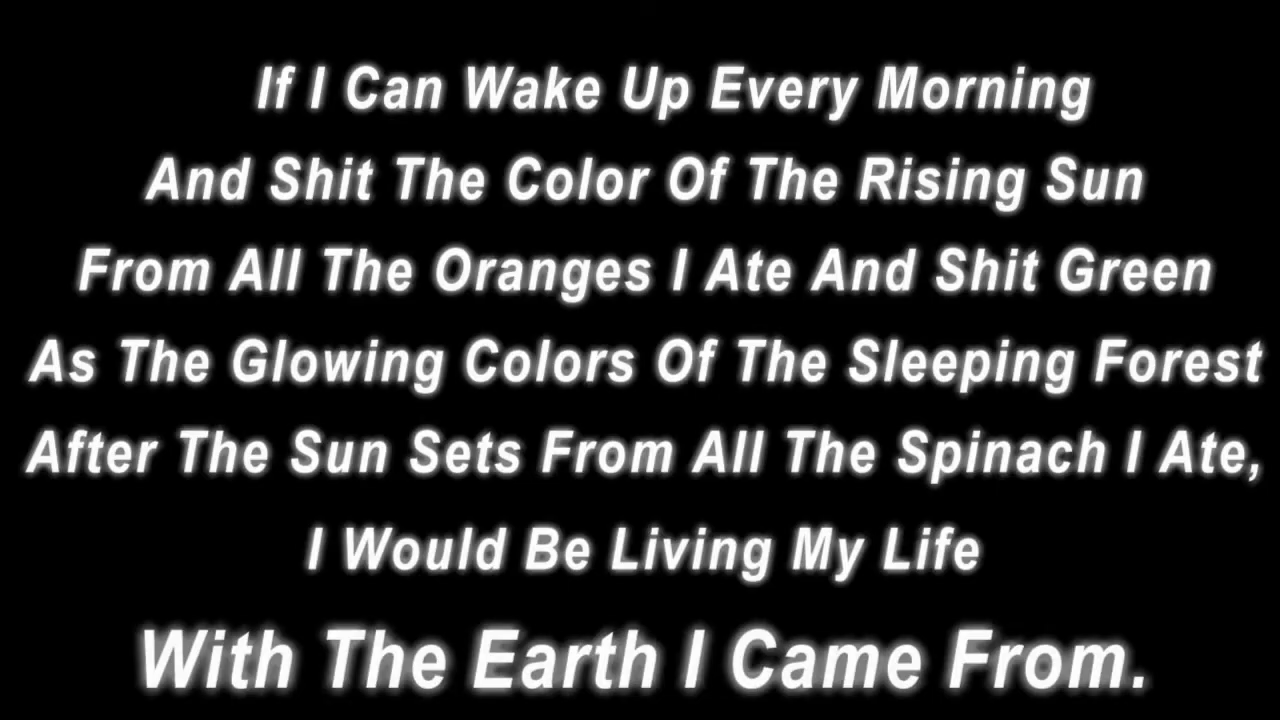 If I Can Wake Up Every Morning
And Shit The Color Of The Rising Sun
From All The Oranges I Ate And Shit Green
As The Glowing Colors Of The Sleeping Forest
After The Sun Sets From All The Spinach I Ate,
I Would Be Living My Life
With The Earth I Came From.